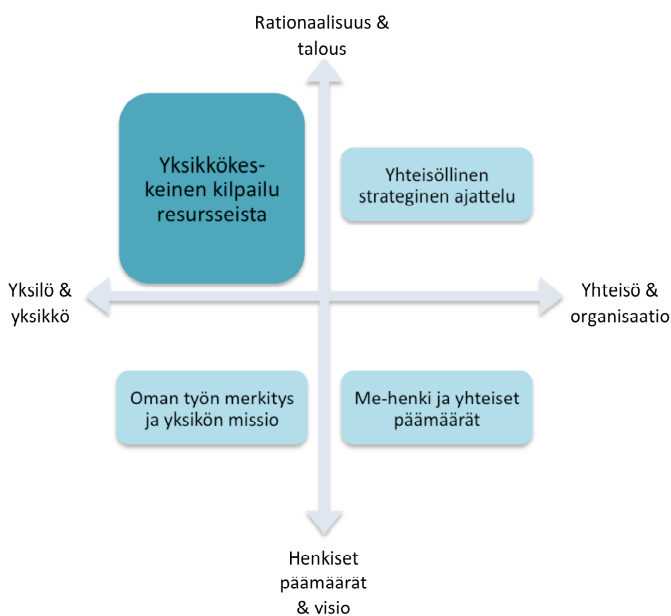 Rationaalisuus &
talous
Yksikkökes-
keinen kilpailu
resursseista
Yhteisöllinen
strateginen ajattelu
Yksilö &
yksikkö
Yhteisö &
organisaatio
Oman työn merkitys
ja yksikön missio
Me-henki ja yhteiset
päämäärät
Henkiset
päämäärät
& visio